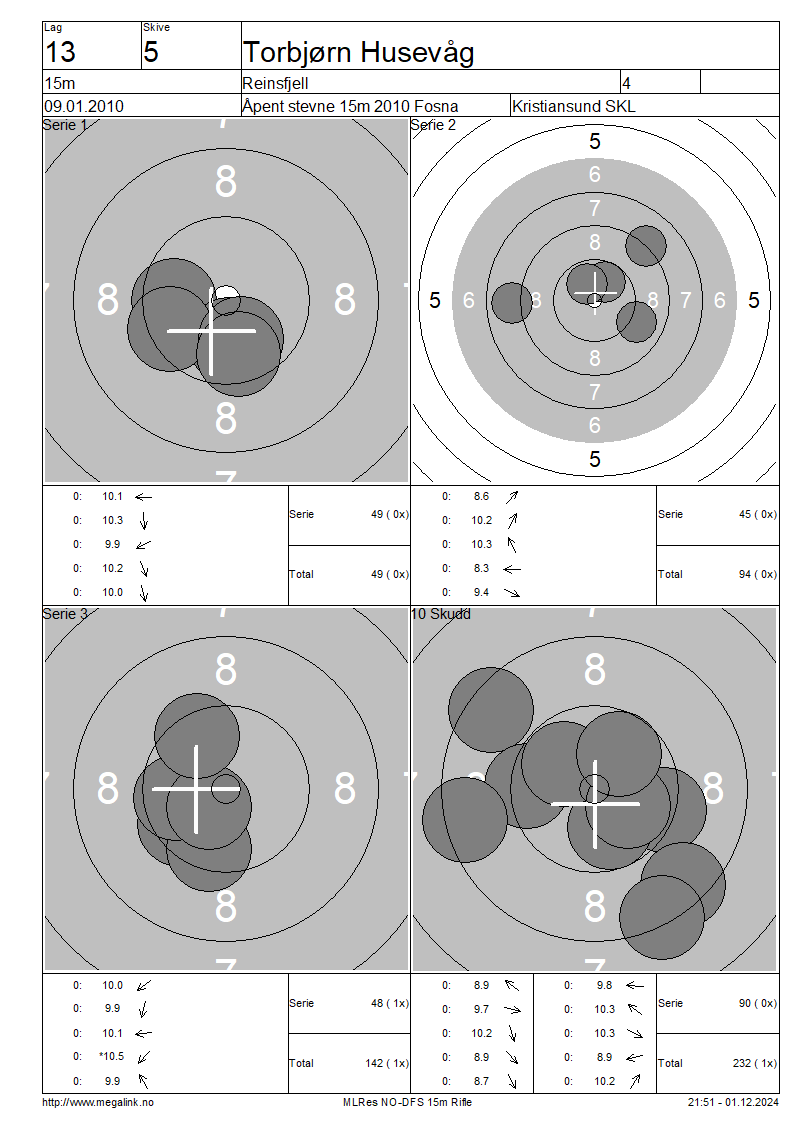 Lag Skive
13 5 Torbjørn Husevåg
15m Reinsfjell 4
09.01.2010 Åpent stevne 15m 2010 Fosna Kristiansund SKL
Serie 1
7
8
7 8 8
8
7
Serie 2
5
6
7
8
5 6 8 8 7 6 5
8
7
6
5
0: 10.1
0: 10.3
0: 9.9
0: 10.2
0: 10.0
Serie 49 ( 0x)
Total 49 ( 0x)
0: 8.6
0: 10.2
0: 10.3
0: 8.3
0: 9.4
Serie 45 ( 0x)
Total 94 ( 0x)
Serie 3
7
8
7 8 8
8
7
10 Skudd
7
8
7 8 8 7
8
7
0: 10.0
0: 9.9
0: 10.1
0: *10.5
0: 9.9
Serie 48 ( 1x)
Total 142 ( 1x)
0: 8.9 0: 9.8
0: 9.7 0: 10.3
0: 10.2 0: 10.3
0: 8.9 0: 8.9
0: 8.7 0: 10.2
Serie 90 ( 0x)
Total 232 ( 1x)
http://www.megalink.no MLRes NO-DFS 15m Rifle 21:51 - 01.12.2024